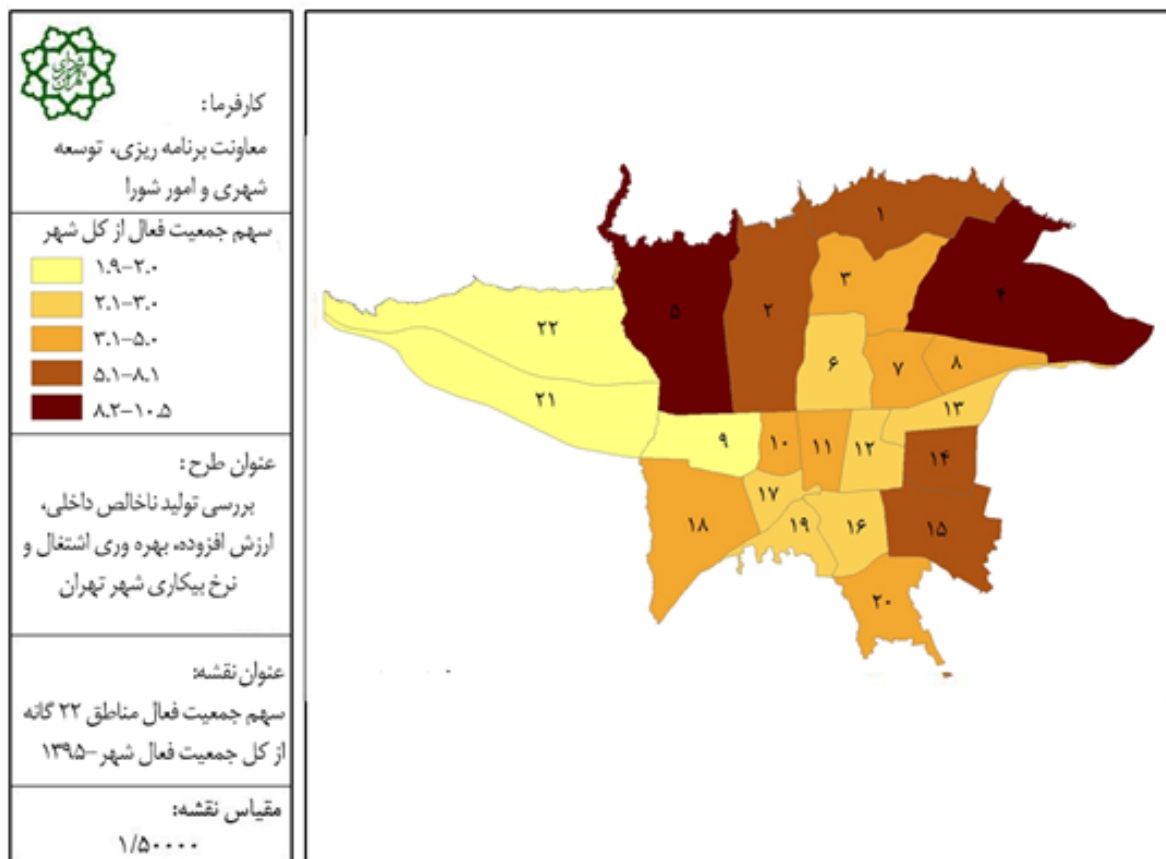 کارفرما:
معاونت برنامه ریزی، توسعه
شهری و امور شورا
سهم جمعیت فعال از کل شهر
۱.۹-۲.۰
۲.۱-۳.۰
۳.۱-۵.۰
۵.۱-۸.۱
۸.۲-۱۰.۵
عنوان طرح:
بررسی تولید ناخالص داخلی،
ارزش افزوده، بهره وری اشتغال و
نرخ بیکاری شهر تهران
عنوان نقشه:
سهم جمعیت فعال مناطق ۲۲ گانه
از کل جمعیت فعال شهر-۱۳۹۵
مقیاس نقشه:
۱/۵۰۰۰۰
۱
۳
۴
۵
۲
۲۲
۶
۷
۸
۲۱
۱۳
۹
۱۰
۱۱
۱۲
۱۴
۱۷
۱۸
۱۹
۱۶
۱۵
۲۰